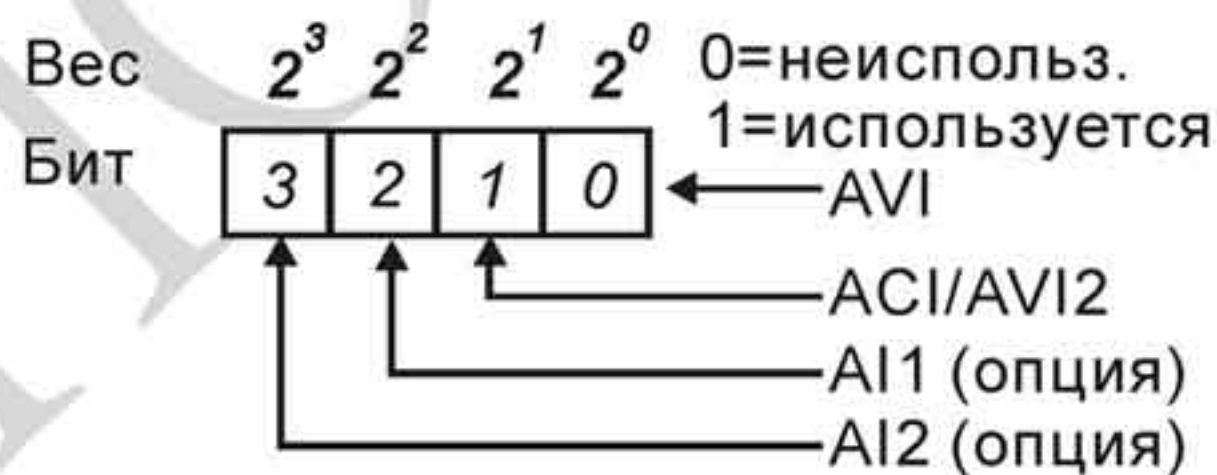 Вес 2³ 2² 2¹ 2⁰ 0=неиспольз.
1=используется
Бит 3 2 1 0 AVI
ACI/AVI2
AI1 (опция)
AI2 (опция)